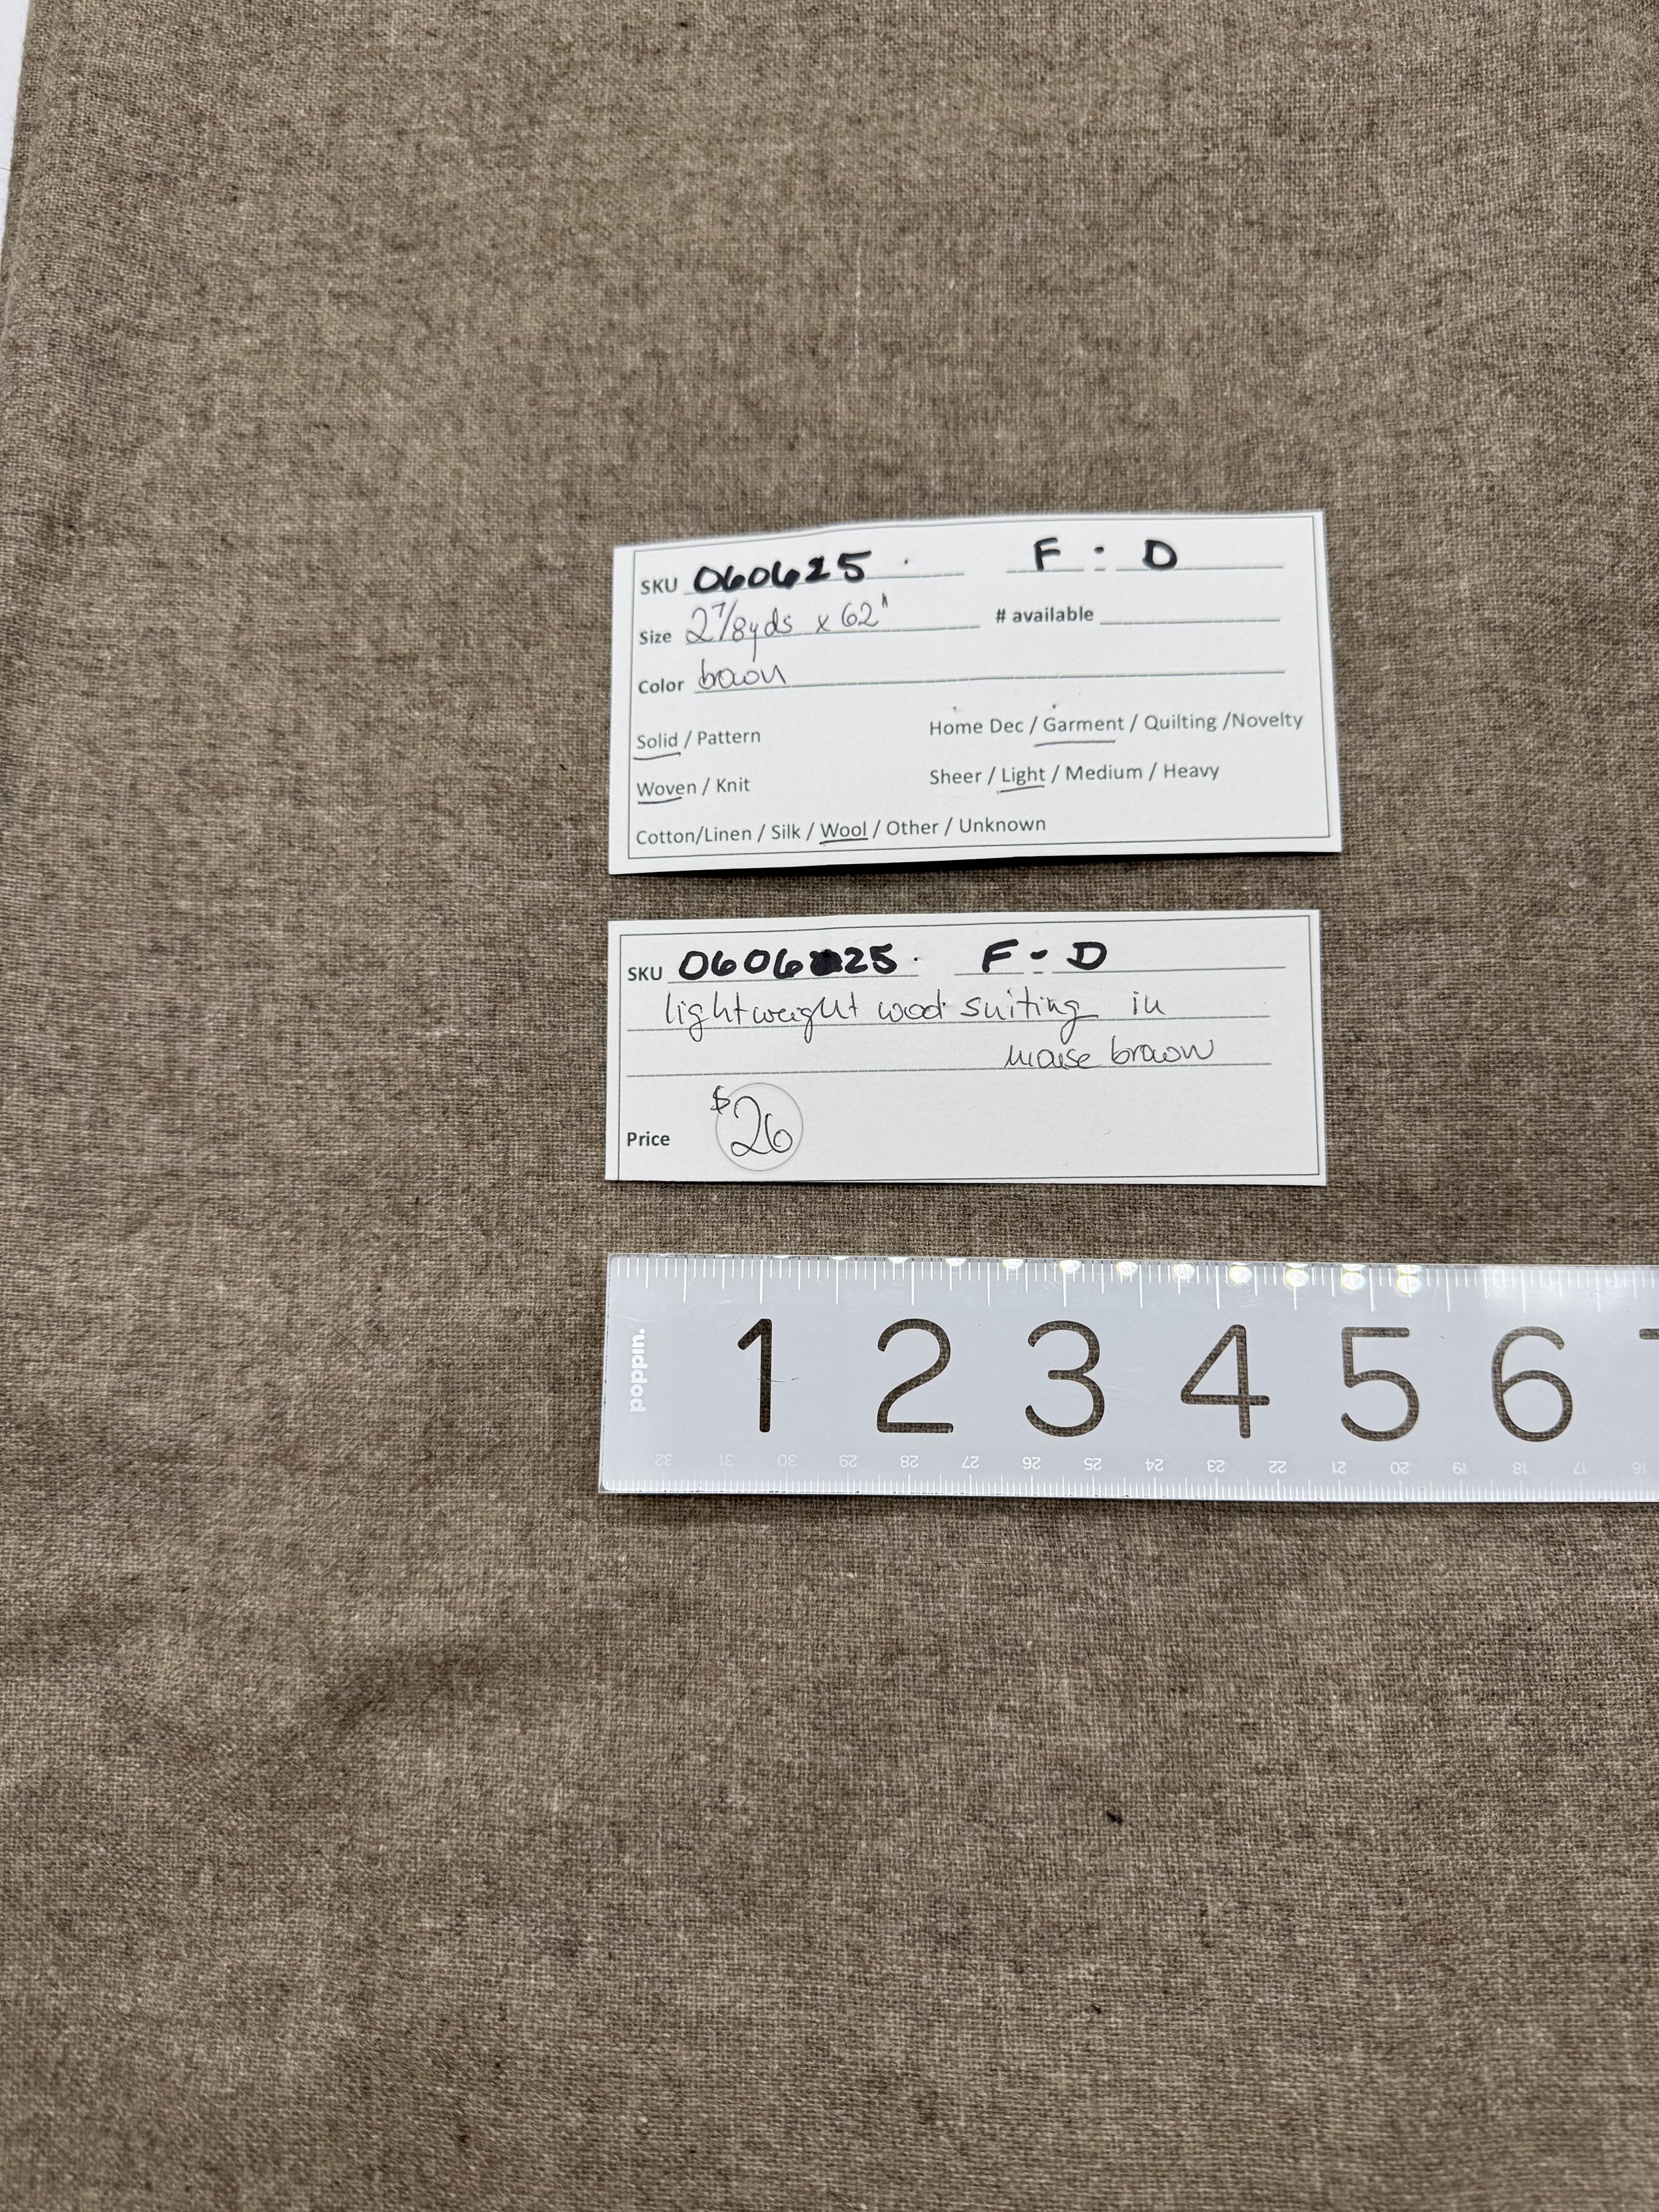 SKU 060625 F - D
Size 2 7/8 yds x 62" # available
Color brown
Solid / Pattern Home Dec / Garment / Quilting /Novelty
Woven / Knit Sheer / Light / Medium / Heavy
Cotton/Linen / Silk / Wool / Other / Unknown
SKU 060625 F - D
lightweight wool suiting in
mouse brown
Price $26
poppin.
1 2 3 4 5 6
32 31 30 29 28 27 26 25 24 23 22 21 20 19 18 17 16